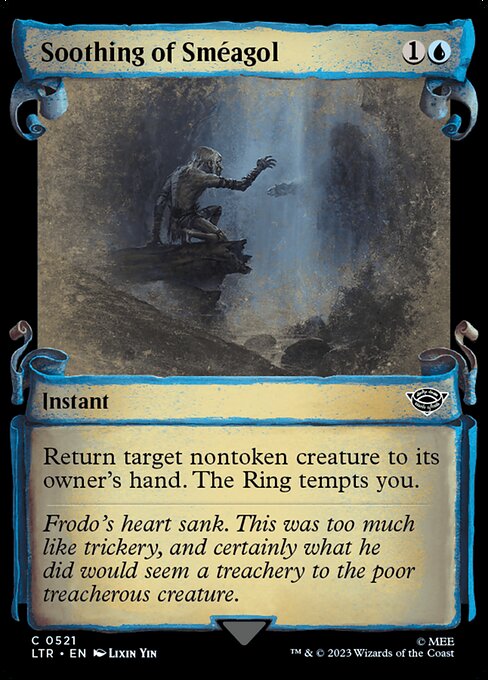 Soothing of Sméagol 1
Instant
Return target nontoken creature to its
owner's hand. The Ring tempts you.
Frodo's heart sank. This was too much
like trickery, and certainly what he
did would seem a treachery to the poor
treacherous creature.
C 0521
LTR • EN Lixin Yin
© MEE
™ & © 2023 Wizards of the Coast